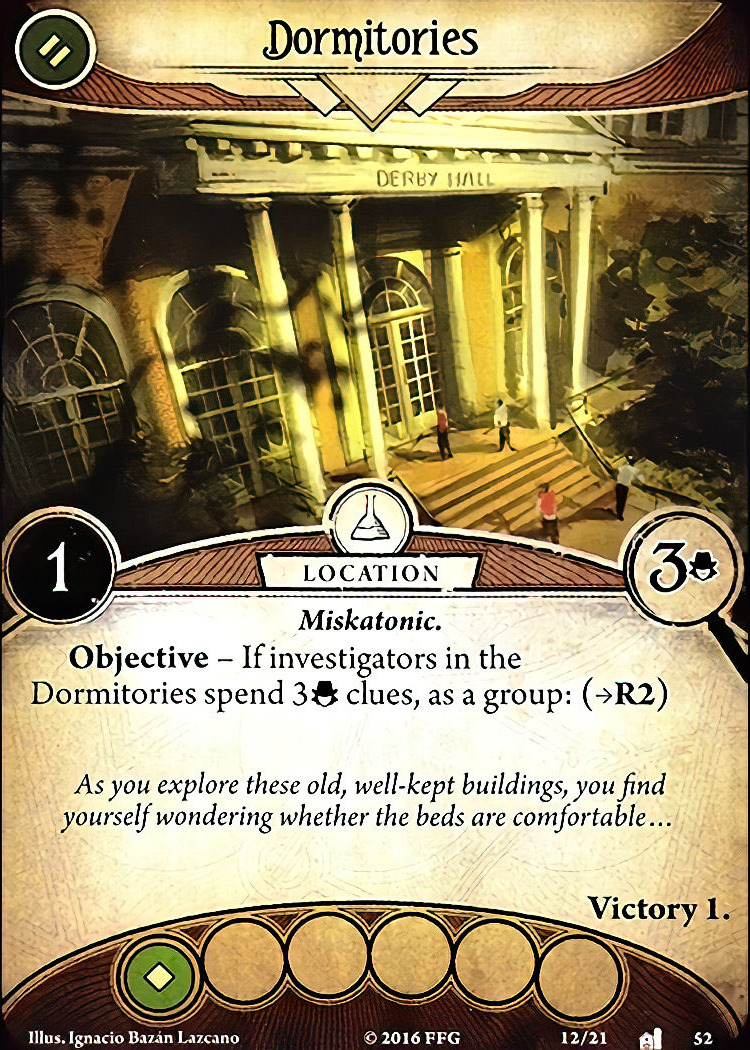 Dormitories
DERBY HALL
1
3
LOCATION
Miskatonic.
Objective – If investigators in the
Dormitories spend 3 clues, as a group: (→R2)
As you explore these old, well-kept buildings, you find
yourself wondering whether the beds are comfortable…
Victory 1.
Illus. Ignacio Bazán Lazcano © 2016 FFG 12/21 52